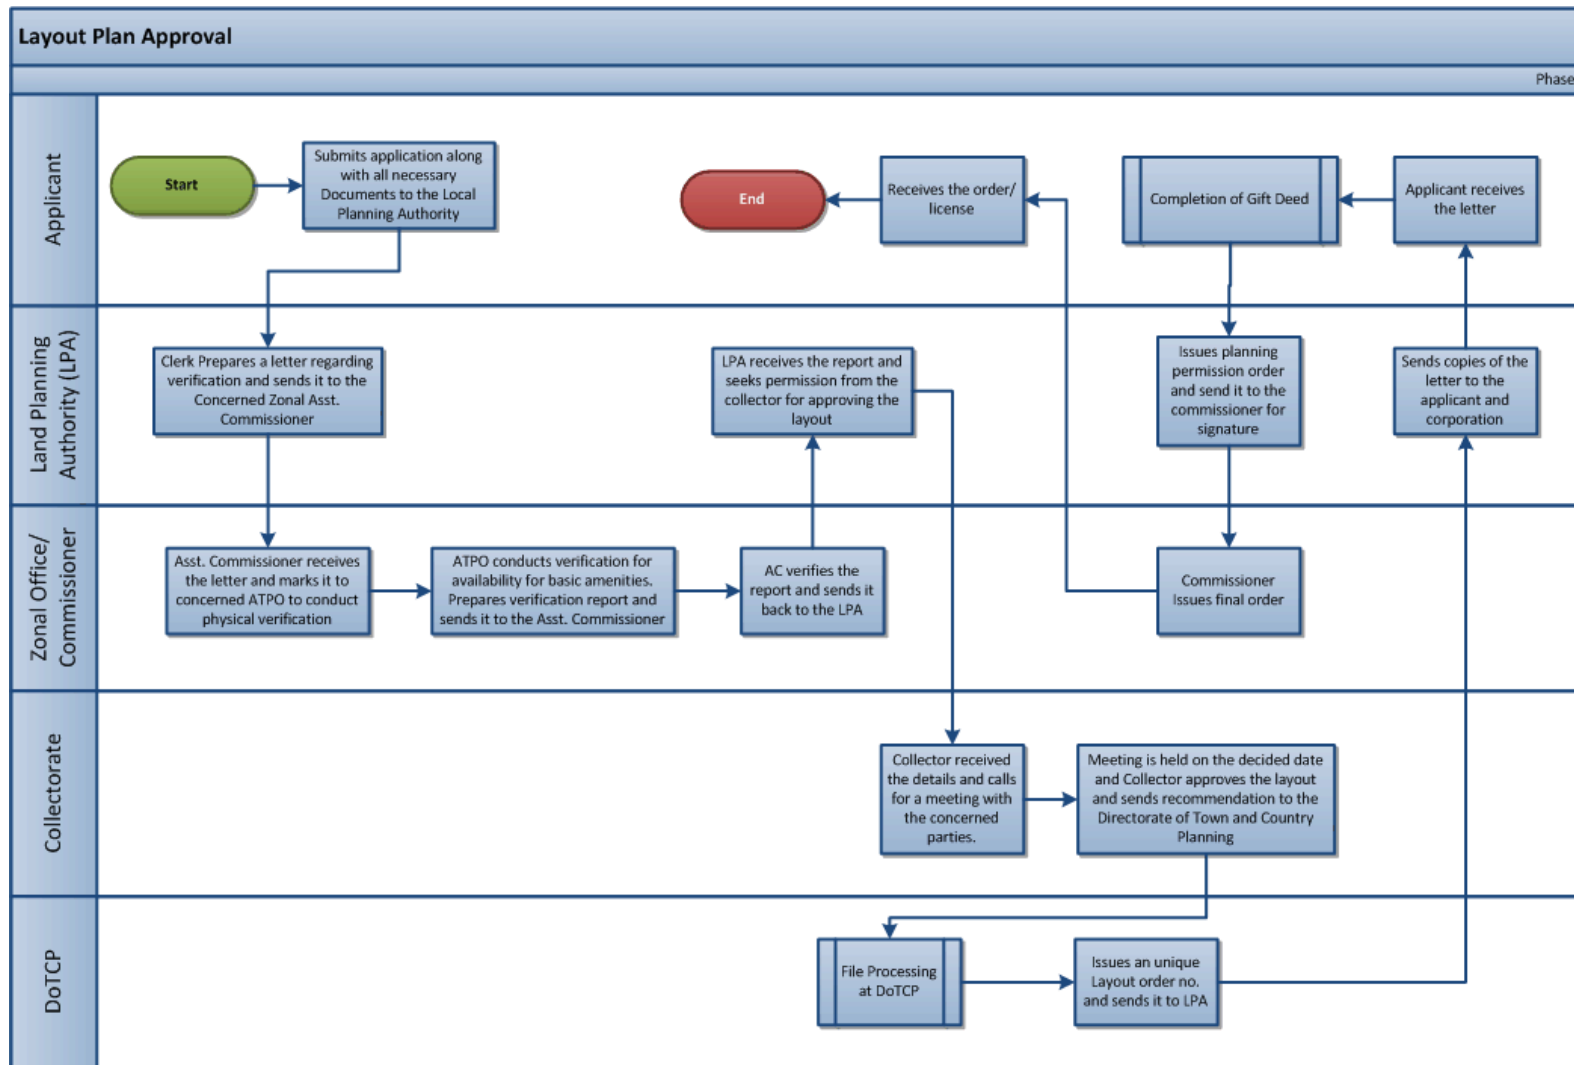 Layout Plan Approval
Phase
Applicant
Start
Submits application along
with all necessary
Documents to the Local
Planning Authority
End
Receives the order/
license
Completion of Gift Deed
Applicant receives
the letter
Land Planning
Authority (LPA)
Clerk Prepares a letter regarding
verification and sends it to the
Concerned Zonal Asst.
Commissioner
LPA receives the report and
seeks permission from the
collector for approving the
layout
Issues planning
permission order
and send it to the
commissioner for
signature
Sends copies of the
letter to the
applicant and
corporation
Zonal Office/
Commissioner
Asst. Commissioner receives
the letter and marks it to
concerned ATPO to conduct
physical verification
ATPO conducts verification for
availability for basic amenities.
Prepares verification report and
sends it to the Asst. Commissioner
AC verifies the
report and sends it
back to the LPA
Commissioner
Issues final order
Collectorate
Collector received
the details and calls
for a meeting with
the concerned
parties.
Meeting is held on the decided date
and Collector approves the layout
and sends recommendation to the
Directorate of Town and Country
Planning
DoTCP
File Processing
at DoTCP
Issues an unique
Layout order no.
and sends it to LPA